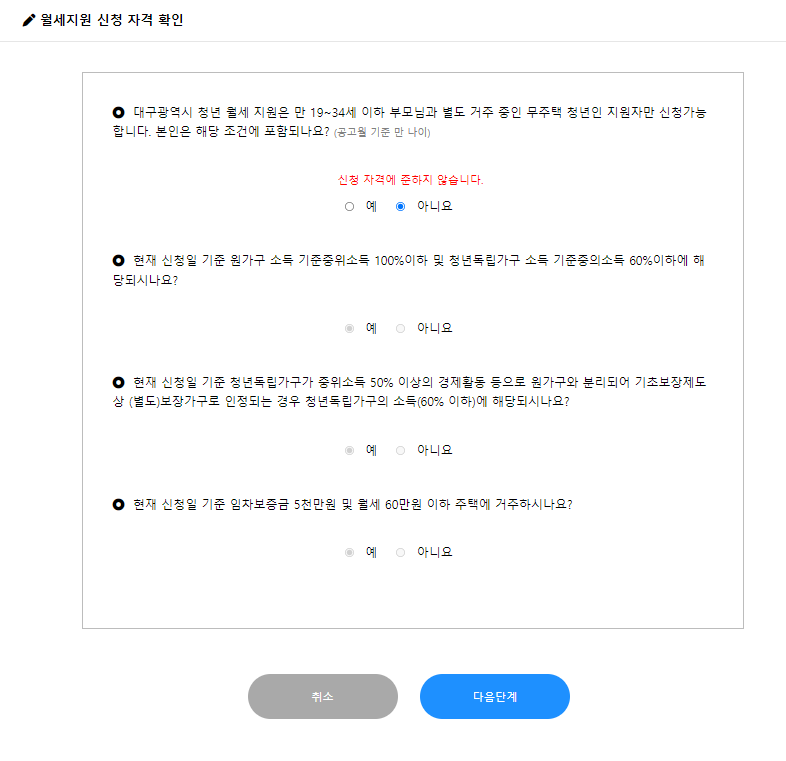 월세지원 신청 자격 확인
대구광역시 청년 월세 지원은 만 19~34세 이하 부모님과 별도 거주 중인 무주택 청년인 지원자만 신청가능
합니다. 본인은 해당 조건에 포함되나요? (공고월 기준 만 나이)
신청 자격에 준하지 않습니다.
예 아니요
현재 신청일 기준 원가구 소득 기준중위소득 100%이하 및 청년독립가구 소득 기준중의소득 60%이하에 해
당되시나요?
예 아니요
현재 신청일 기준 청년독립가구가 중위소득 50% 이상의 경제활동 등으로 원가구와 분리되어 기초보장제도
상 (별도)보장가구로 인정되는 경우 청년독립가구의 소득(60% 이하)에 해당되시나요?
예 아니요
현재 신청일 기준 임차보증금 5천만원 및 월세 60만원 이하 주택에 거주하시나요?
예 아니요
취소 다음단계